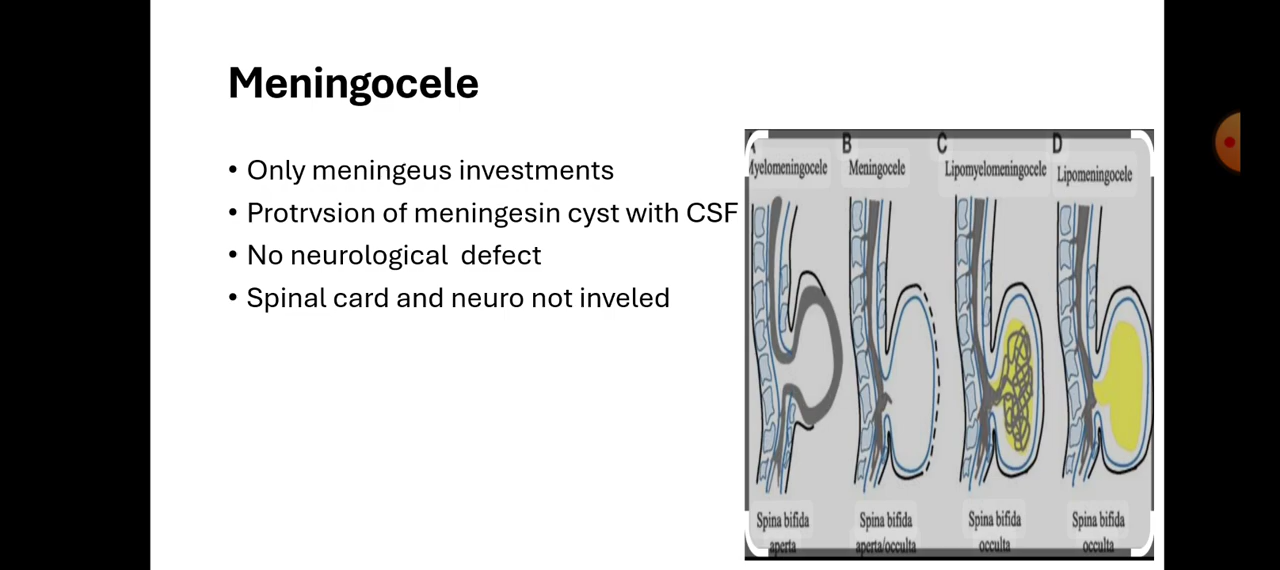 Meningocele
• Only meningeus investments
• Protrvsion of meningesin cyst with CSF
• No neurological defect
• Spinal card and neuro not inveled
A B C D
Myelomeningocele Meningocele Lipomyelomeningocele Lipomeningocele
Spina bifida Spina bifida Spina bifida Spina bifida
aperta aperta/occulta occulta occulta